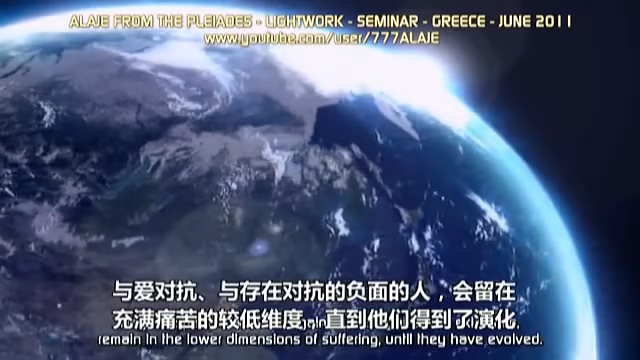 ALAJE FROM THE PLEIADES - LIGHTWORK - SEMINAR - GREECE - JUNE 2011
www.youtube.com/user/777ALAJE
与爱对抗、与存在对抗的负面的人，会留在
充满痛苦的较低维度，直到他们得到了演化.
remain in the lower dimensions of suffering, until they have evolved.